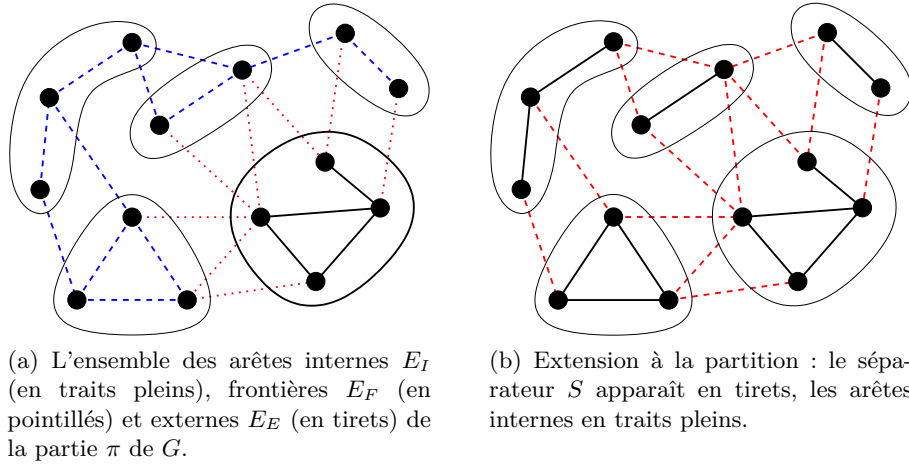 (a) L'ensemble des arêtes internes E_I
(en traits pleins), frontières E_F (en
pointillés) et externes E_E (en tirets) de
la partie π de G.
(b) Extension à la partition : le sépa-
rateur S apparaît en tirets, les arêtes
internes en traits pleins.